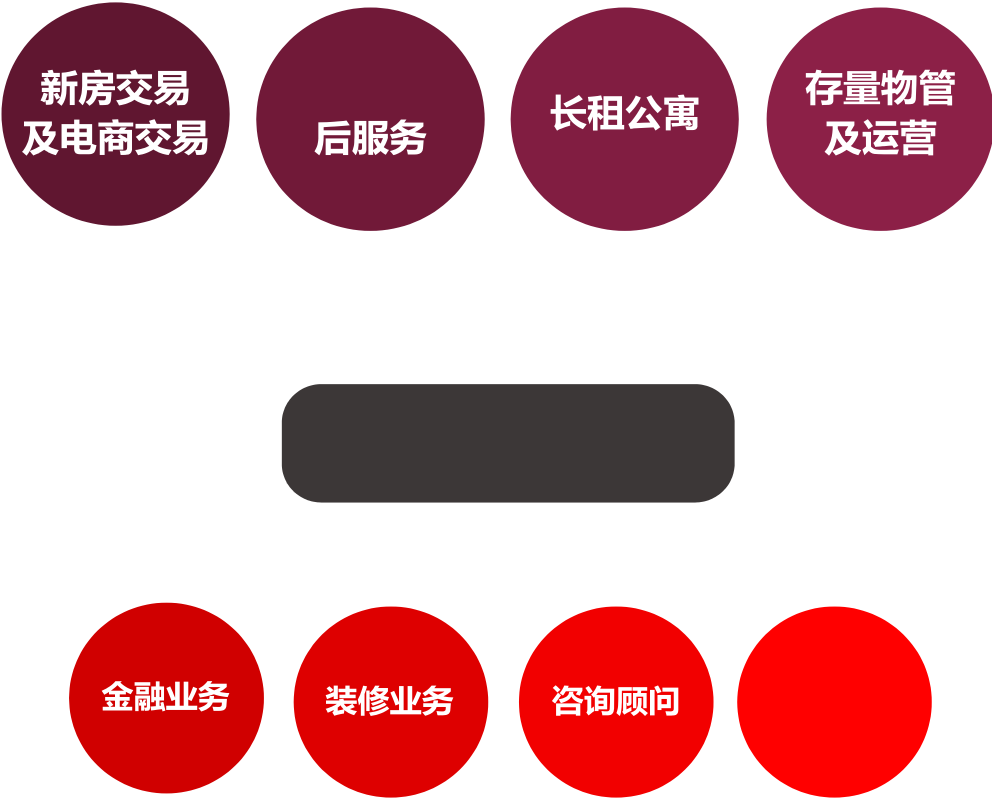 新房交易
及电商交易
后服务
长租公寓
存量物管
及运营
金融业务
装修业务
咨询顾问